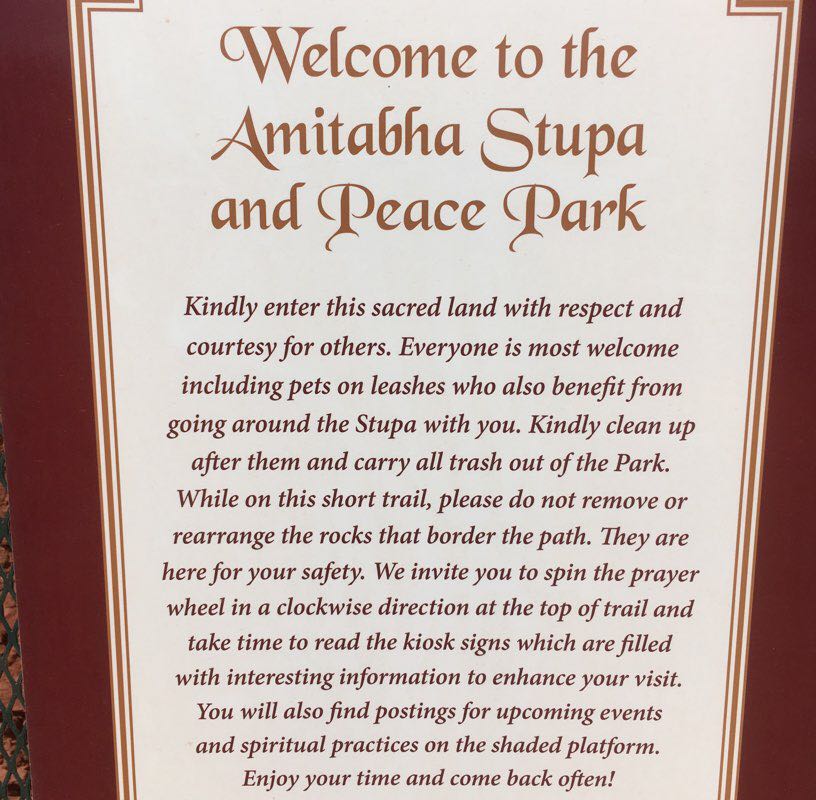 Welcome to the
Amitabha Stupa
and Peace Park
Kindly enter this sacred land with respect and
courtesy for others. Everyone is most welcome
including pets on leashes who also benefit from
going around the Stupa with you. Kindly clean up
after them and carry all trash out of the Park.
While on this short trail, please do not remove or
rearrange the rocks that border the path. They are
here for your safety. We invite you to spin the prayer
wheel in a clockwise direction at the top of trail and
take time to read the kiosk signs which are filled
with interesting information to enhance your visit.
You will also find postings for upcoming events
and spiritual practices on the shaded platform.
Enjoy your time and come back often!